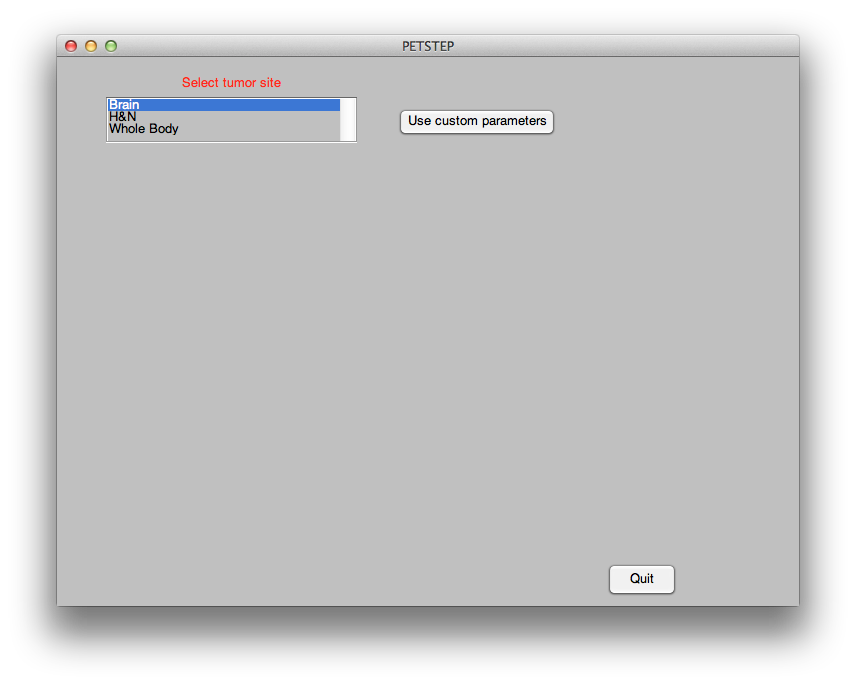 PETSTEP
Select tumor site
Brain
H&N
Whole Body
Use custom parameters
Quit